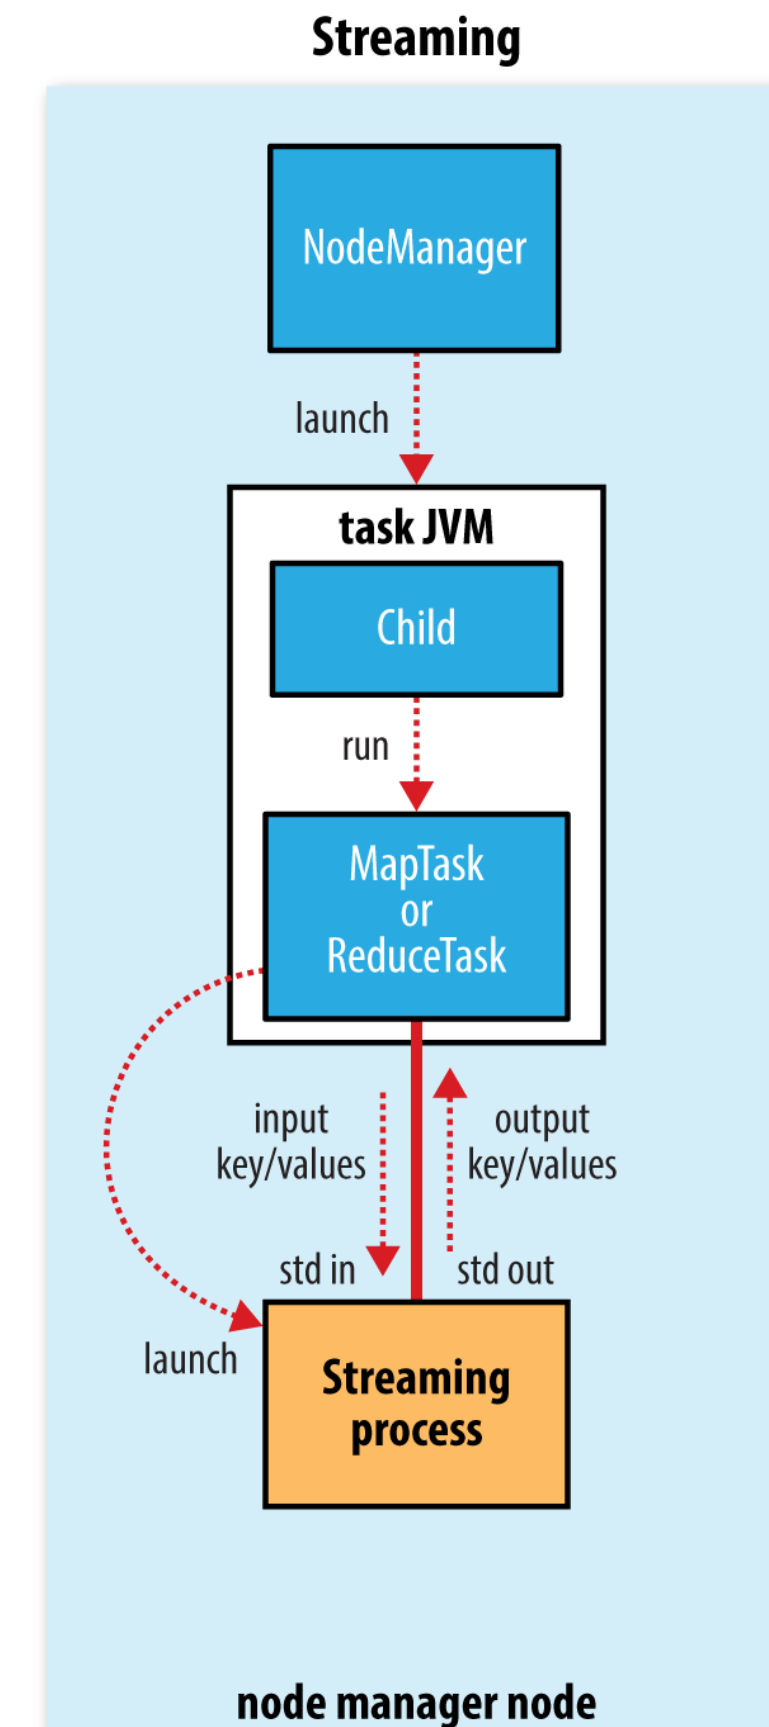 Streaming
NodeManager
launch
task JVM
Child
run
MapTask
or
ReduceTask
input
key/values
output
key/values
std in
std out
launch
Streaming
process
node manager node